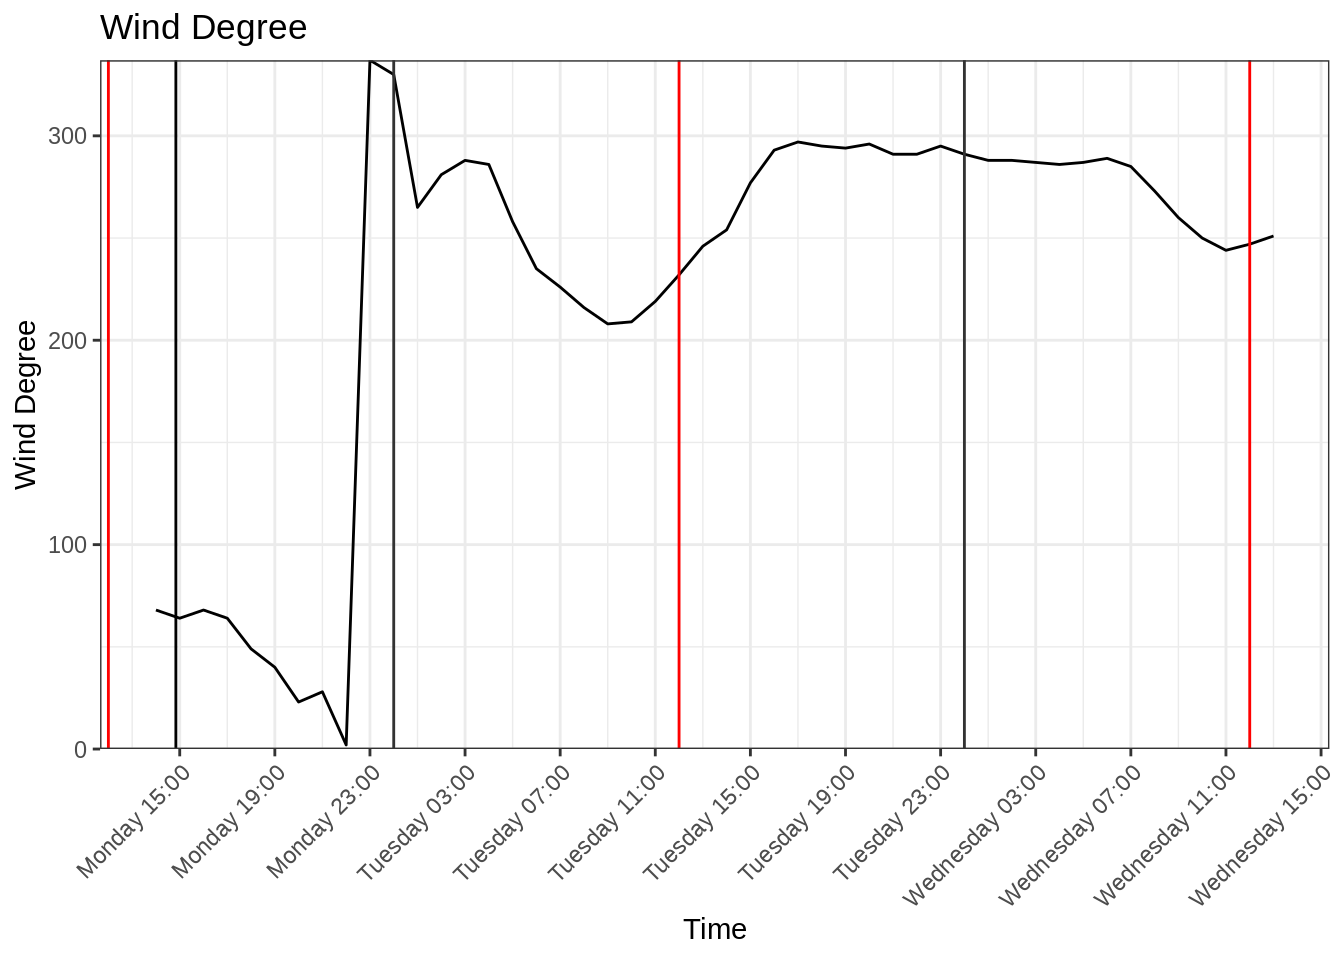 Wind Degree
Wind Degree
300
200
100
0
Monday 15:00
Monday 19:00
Monday 23:00
Tuesday 03:00
Tuesday 07:00
Tuesday 11:00
Tuesday 15:00
Tuesday 19:00
Tuesday 23:00
Wednesday 03:00
Wednesday 07:00
Wednesday 11:00
Wednesday 15:00
Time